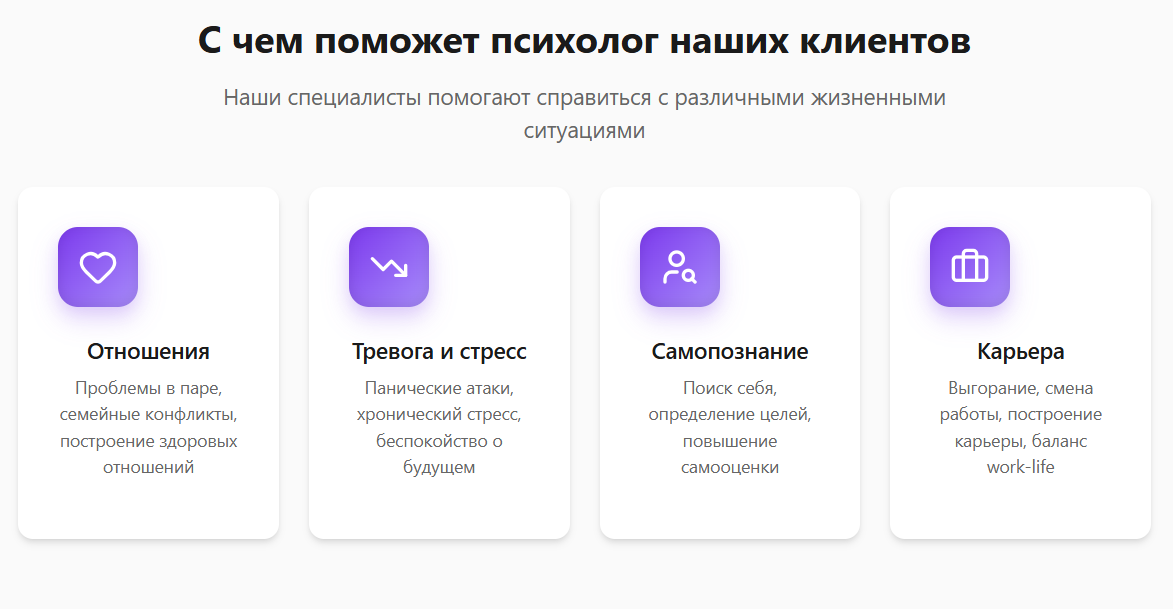 С чем поможет психолог наших клиентов
Наши специалисты помогают справиться с различными жизненными
ситуациями
Отношения
Проблемы в паре,
семейные конфликты,
построение здоровых
отношений
Тревога и стресс
Панические атаки,
хронический стресс,
беспокойство о
будущем
Самопознание
Поиск себя,
определение целей,
повышение
самооценки
Карьера
Выгорание, смена
работы, построение
карьеры, баланс
work-life